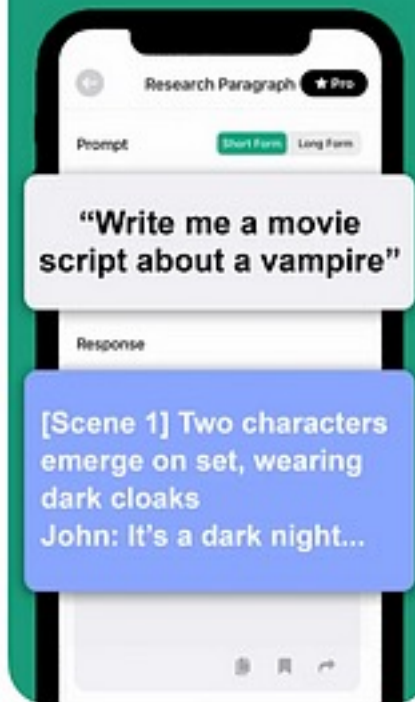 Research Paragraph ★ Pro
Prompt Short Form Long Form
“Write me a movie
script about a vampire”
Response
[Scene 1] Two characters
emerge on set, wearing
dark cloaks
John: It’s a dark night...